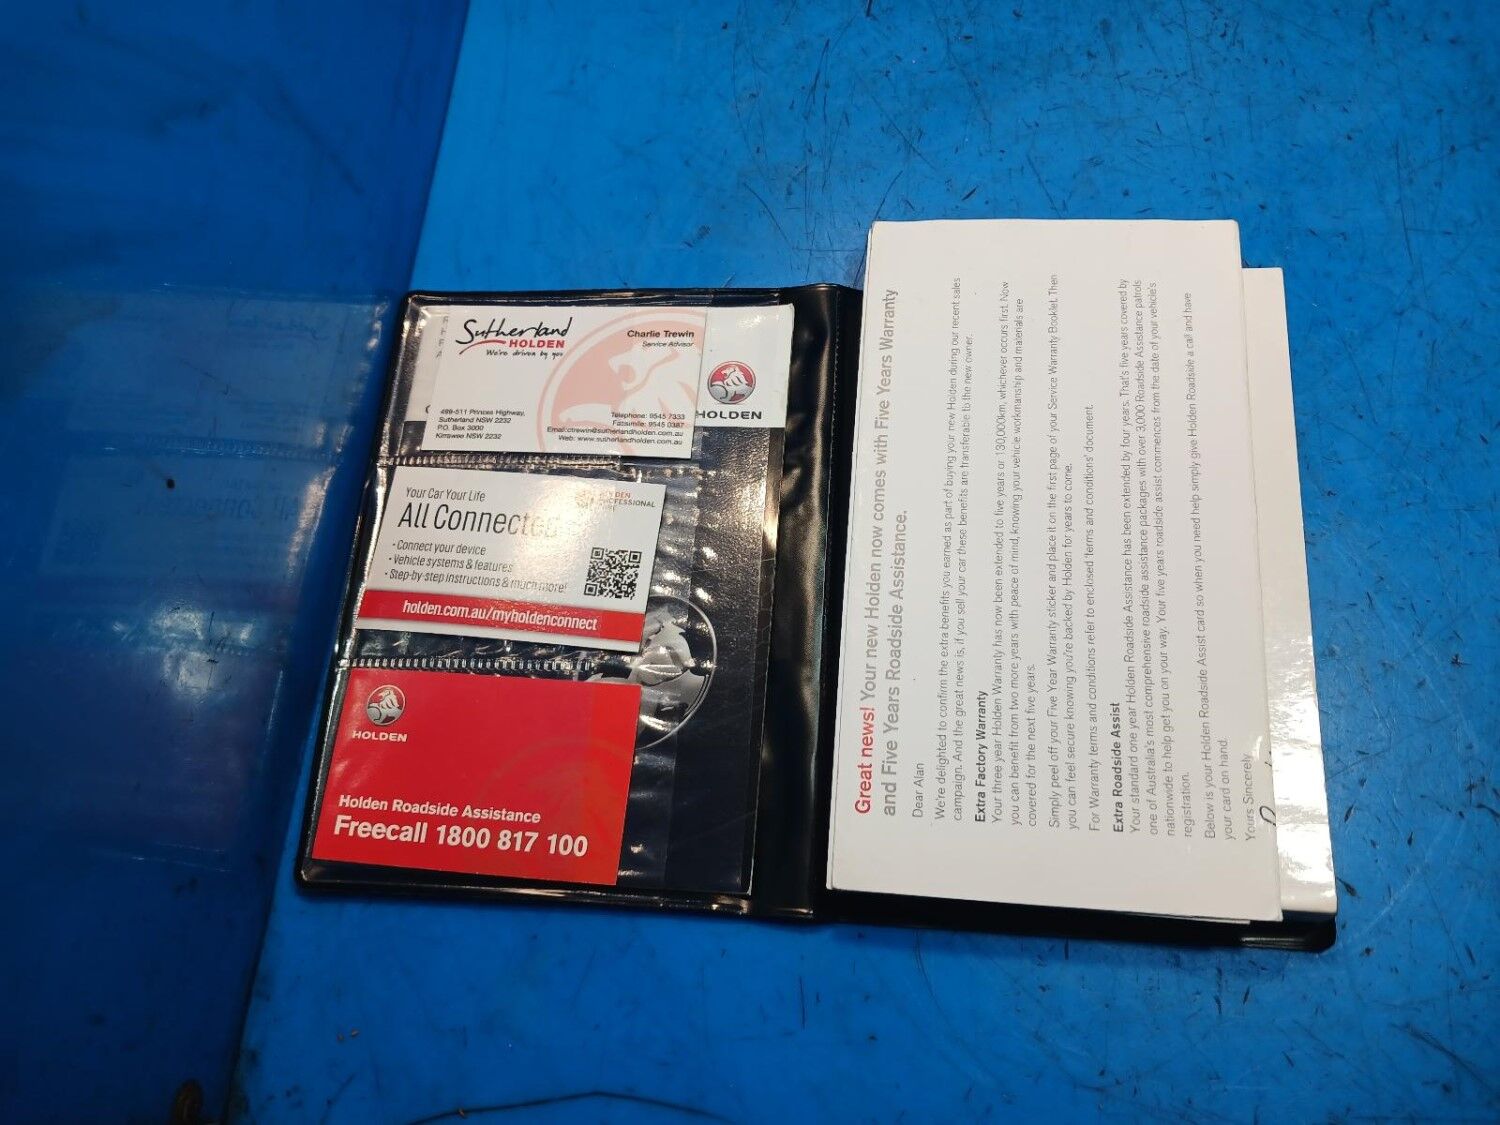 Sutherland
HOLDEN
We're driven by you
Charlie Trewin
Service Advisor
499-511 Princes Highway,
Sutherland NSW 2232
P.O. Box 3000
Kirrawee NSW 2232
Telephone: 9545 7333
Facsimile: 9545 0387
Email:ctrewin@sutherlandholden.com.au
Web: www.sutherlandholden.com.au
HOLDEN
Your Car Your Life
All Connected
PROFESSIONAL
- Connect your device
- Vehicle systems & features
- Step-by-step instructions & much more!
holden.com.au/myholdenconnect
HOLDEN
Holden Roadside Assistance
Freecall 1800 817 100
Great news! Your new Holden now comes with Five Years Warranty
and Five Years Roadside Assistance.
Dear Alan
We're delighted to confirm the extra benefits you earned as part of buying your new Holden during our recent sales
campaign. And the great news is, if you sell your car these benefits are transferable to the new owner.
Extra Factory Warranty
Your three year Holden Warranty has now been extended to five years or 130,000km, whichever occurs first. Now
you can benefit from two more years with peace of mind, knowing your vehicle workmanship and materials are
covered for the next five years.
Simply peel off your Five Year Warranty sticker and place it on the first page of your Service Warranty Booklet. Then
you can feel secure knowing you're backed by Holden for years to come.
For Warranty terms and conditions refer to enclosed 'terms and conditions' document.
Extra Roadside Assist
Your standard one year Holden Roadside Assistance has been extended by four years. That's five years covered by
one of Australia's most comprehensive roadside assistance packages with over 3,000 Roadside Assistance patrols
nationwide to help get you on your way. Your five years roadside assist commences from the date of your vehicle's
registration.
Below is your Holden Roadside Assist card so when you need help simply give Holden Roadside a call and have
your card on hand.
Yours Sincerely